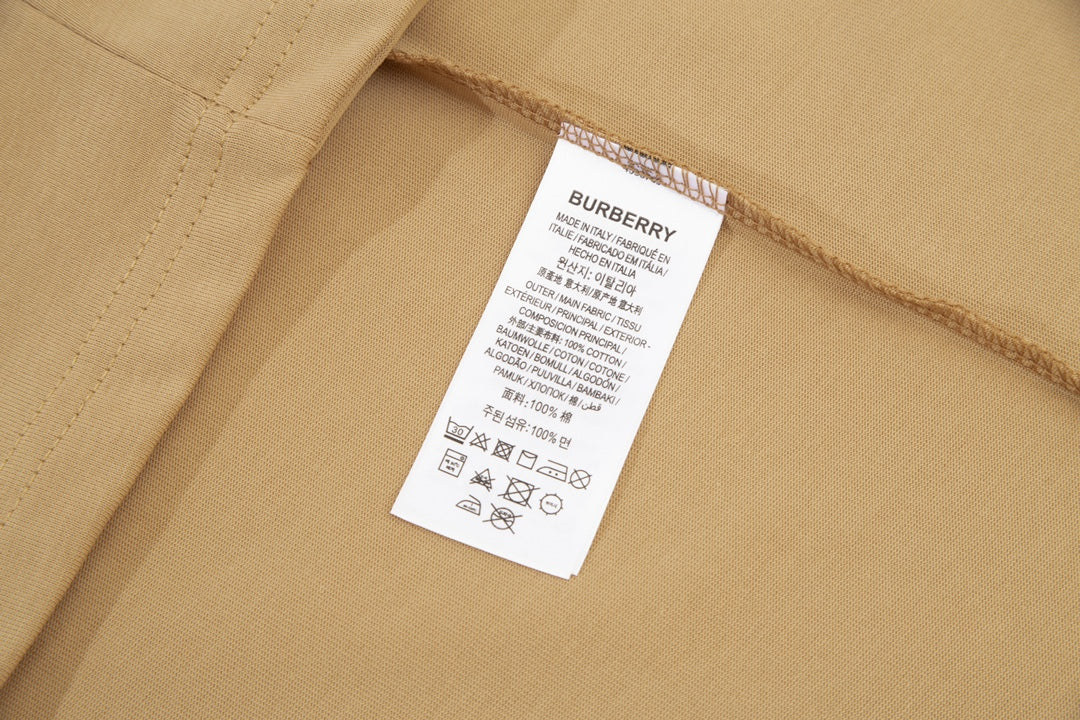 BURBERRY
MADE IN ITALY / FABRIQUÉ EN
ITALIE / FABRICADO EM ITÁLIA /
HECHO EN ITALIA
원산지: 이탈리아
原產地 意大利/原产地 意大利
OUTER / MAIN FABRIC / TISSU
EXTÉRIEUR / PRINCIPAL / EXTERIOR -
COMPOSICION PRINCIPAL /
外部/主要布料: 100% COTTON /
BAUMWOLLE / COTON / COTONE /
KATOEN / BOMULL / ALGODÓN /
ALGODÃO / PUUVILLA / BAMBAKI /
PAMUK / ХЛОПОК / 棉 / قطن
面料: 100% 棉
주된 섬유: 100% 면
30